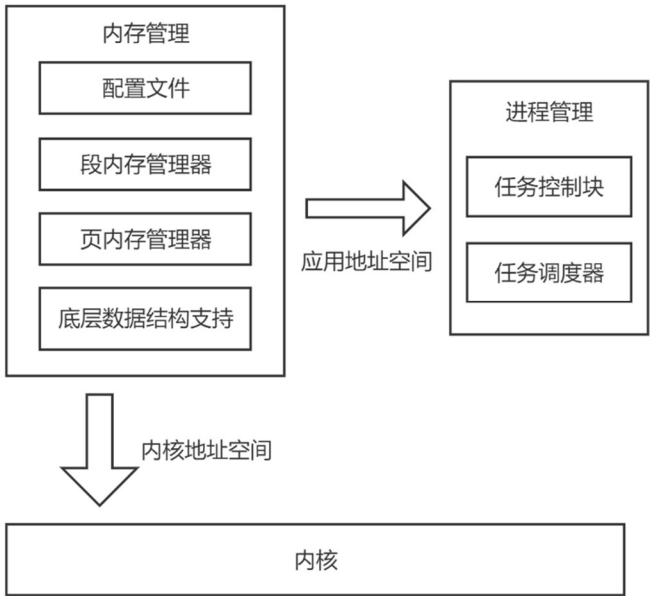 内存管理
配置文件
段内存管理器
页内存管理器
底层数据结构支持
应用地址空间
进程管理
任务控制块
任务调度器
内核地址空间
内核